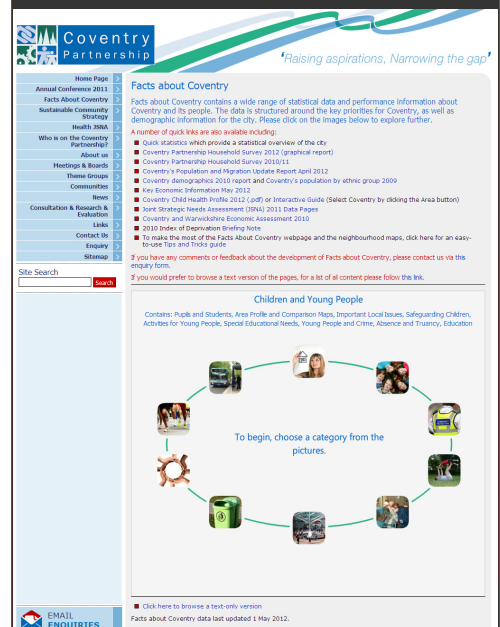 Coventry
Partnership
'Raising aspirations, Narrowing the gap'
Home Page
Annual Conference 2011
Facts About Coventry
Sustainable Community
Strategy
Health JSNA
Who is on the Coventry
Partnership?
About us
Meetings & Boards
Theme Groups
Communities
News
Consultation & Research &
Evaluation
Links
Contact Us
Enquiry
Sitemap
Site Search
Search
Facts about Coventry
Facts about Coventry contains a wide range of statistical data and performance information about
Coventry and its people. The data is structured around the key priorities for Coventry, as well as
demographic information for the city. Please click on the images below to explore further.
A number of quick links are also available including:
Quick statistics which provide a statistical overview of the city
Coventry Partnership Household Survey 2012 (graphical report)
Coventry Partnership Household Survey 2010/11
Coventry's Population and Migration Update Report April 2012
Coventry demographics 2010 report and Coventry's population by ethnic group 2009
Key Economic Information May 2012
Coventry Child Health Profile 2012 (.pdf) or Interactive Guide (Select Coventry by clicking the Area button)
Joint Strategic Needs Assessment (JSNA) 2011 Data Pages
Coventry and Warwickshire Economic Assessment 2010
2010 Index of Deprivation Briefing Note
To make the most of the Facts About Coventry webpage and the neighbourhood maps, click here for an easy-
to-use Tips and Tricks guide
If you have any comments or feedback about the development of Facts about Coventry, please contact us via this
enquiry form.
If you would prefer to browse a text version of the pages, for a list of all content please follow this link.
Children and Young People
Contains: Pupils and Students, Area Profile and Comparison Maps, Important Local Issues, Safeguarding Children,
Activities for Young People, Special Educational Needs, Young People and Crime, Absence and Truancy, Education
To begin, choose a category from the
pictures.
Click here to browse a text-only version
Facts about Coventry data last updated 1 May 2012.
EMAIL
ENQUIRIES